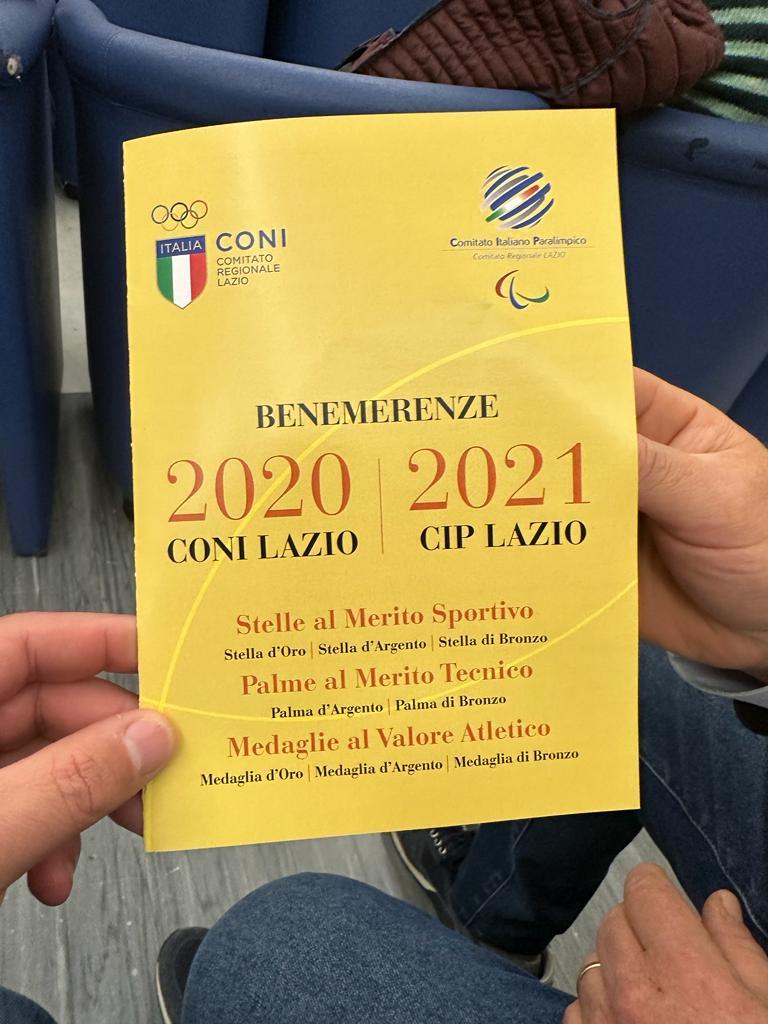 ITALIA
CONI
COMITATO
REGIONALE
LAZIO
Comitato Italiano Paralimpico
Comitato Regionale LAZIO
BENEMERENZE
2020 | 2021
CONI LAZIO | CIP LAZIO
Stelle al Merito Sportivo
Stella d'Oro | Stella d'Argento | Stella di Bronzo
Palme al Merito Tecnico
Palma d'Argento | Palma di Bronzo
Medaglie al Valore Atletico
Medaglia d'Oro | Medaglia d'Argento | Medaglia di Bronzo